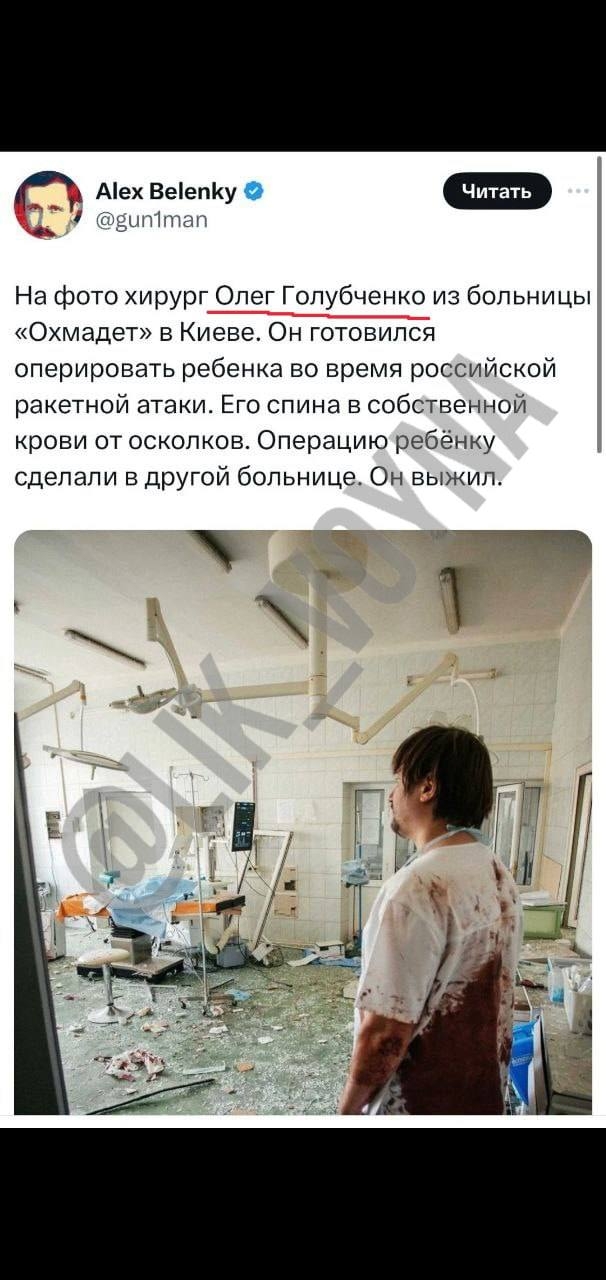 Alex Belenky
@gun1man
Читать
На фото хирург Олег Голубченко из больницы
«Охмадет» в Киеве. Он готовился
оперировать ребенка во время российской
ракетной атаки. Его спина в собственной
крови от осколков. Операцию ребёнку
сделали в другой больнице. Он выжил.
@LIK_VOYNA